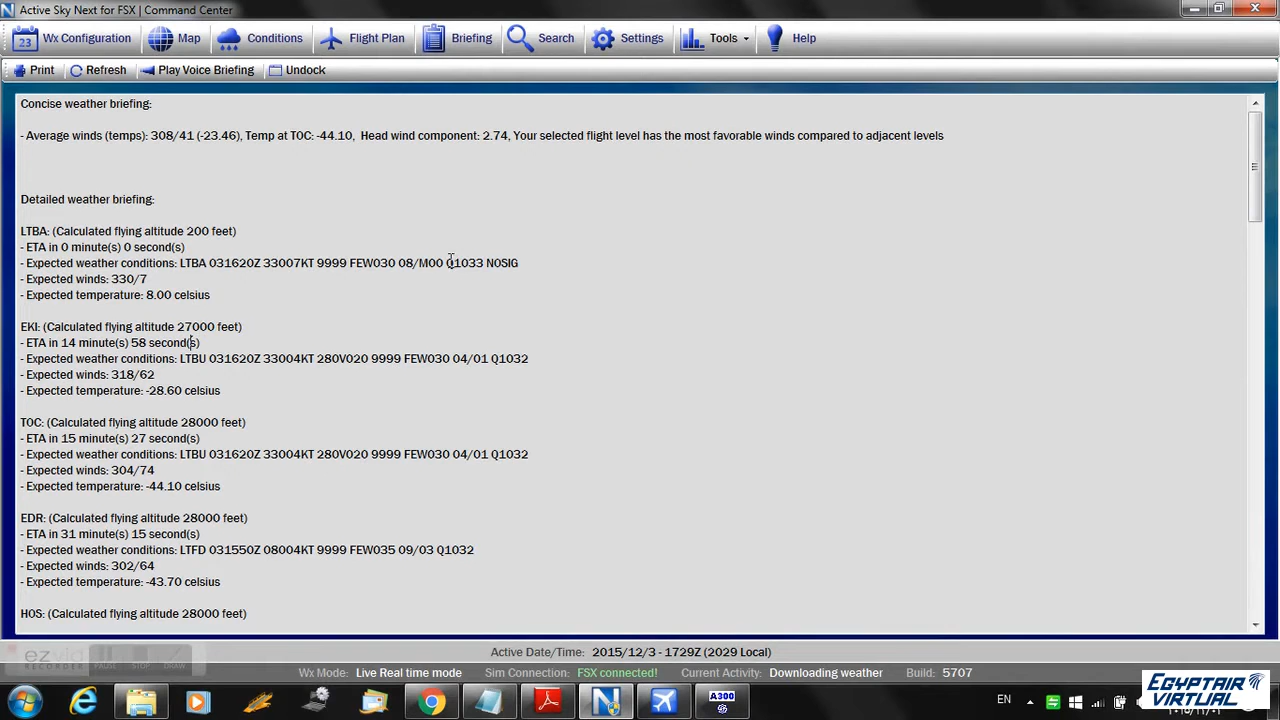 Active Sky Next for FSX | Command Center
23 Wx Configuration Map Conditions Flight Plan Briefing Search Settings Tools Help
Print Refresh Play Voice Briefing Undock
Concise weather briefing:
- Average winds (temps): 308/41 (-23.46), Temp at TOC: -44.10, Head wind component: 2.74, Your selected flight level has the most favorable winds compared to adjacent levels
Detailed weather briefing:
LTBA: (Calculated flying altitude 200 feet)
- ETA in 0 minute(s) 0 second(s)
- Expected weather conditions: LTBA 031620Z 33007KT 9999 FEW030 08/M00 Q1033 NOSIG
- Expected winds: 330/7
- Expected temperature: 8.00 celsius
EKI: (Calculated flying altitude 27000 feet)
- ETA in 14 minute(s) 58 second(s)
- Expected weather conditions: LTBU 031620Z 33004KT 280V020 9999 FEW030 04/01 Q1032
- Expected winds: 318/62
- Expected temperature: -28.60 celsius
TOC: (Calculated flying altitude 28000 feet)
- ETA in 15 minute(s) 27 second(s)
- Expected weather conditions: LTBU 031620Z 33004KT 280V020 9999 FEW030 04/01 Q1032
- Expected winds: 304/74
- Expected temperature: -44.10 celsius
EDR: (Calculated flying altitude 28000 feet)
- ETA in 31 minute(s) 15 second(s)
- Expected weather conditions: LTFD 031550Z 08004KT 9999 FEW035 09/03 Q1032
- Expected winds: 302/64
- Expected temperature: -43.70 celsius
HOS: (Calculated flying altitude 28000 feet)
Active Date/Time: 2015/12/3 - 1729Z (2029 Local)
ezvid PAUSE STOP DRAW
Wx Mode: Live Real time mode Sim Connection: FSX connected! Current Activity: Downloading weather Build: 5707
A300 EN
EGYPTAIR
VIRTUAL